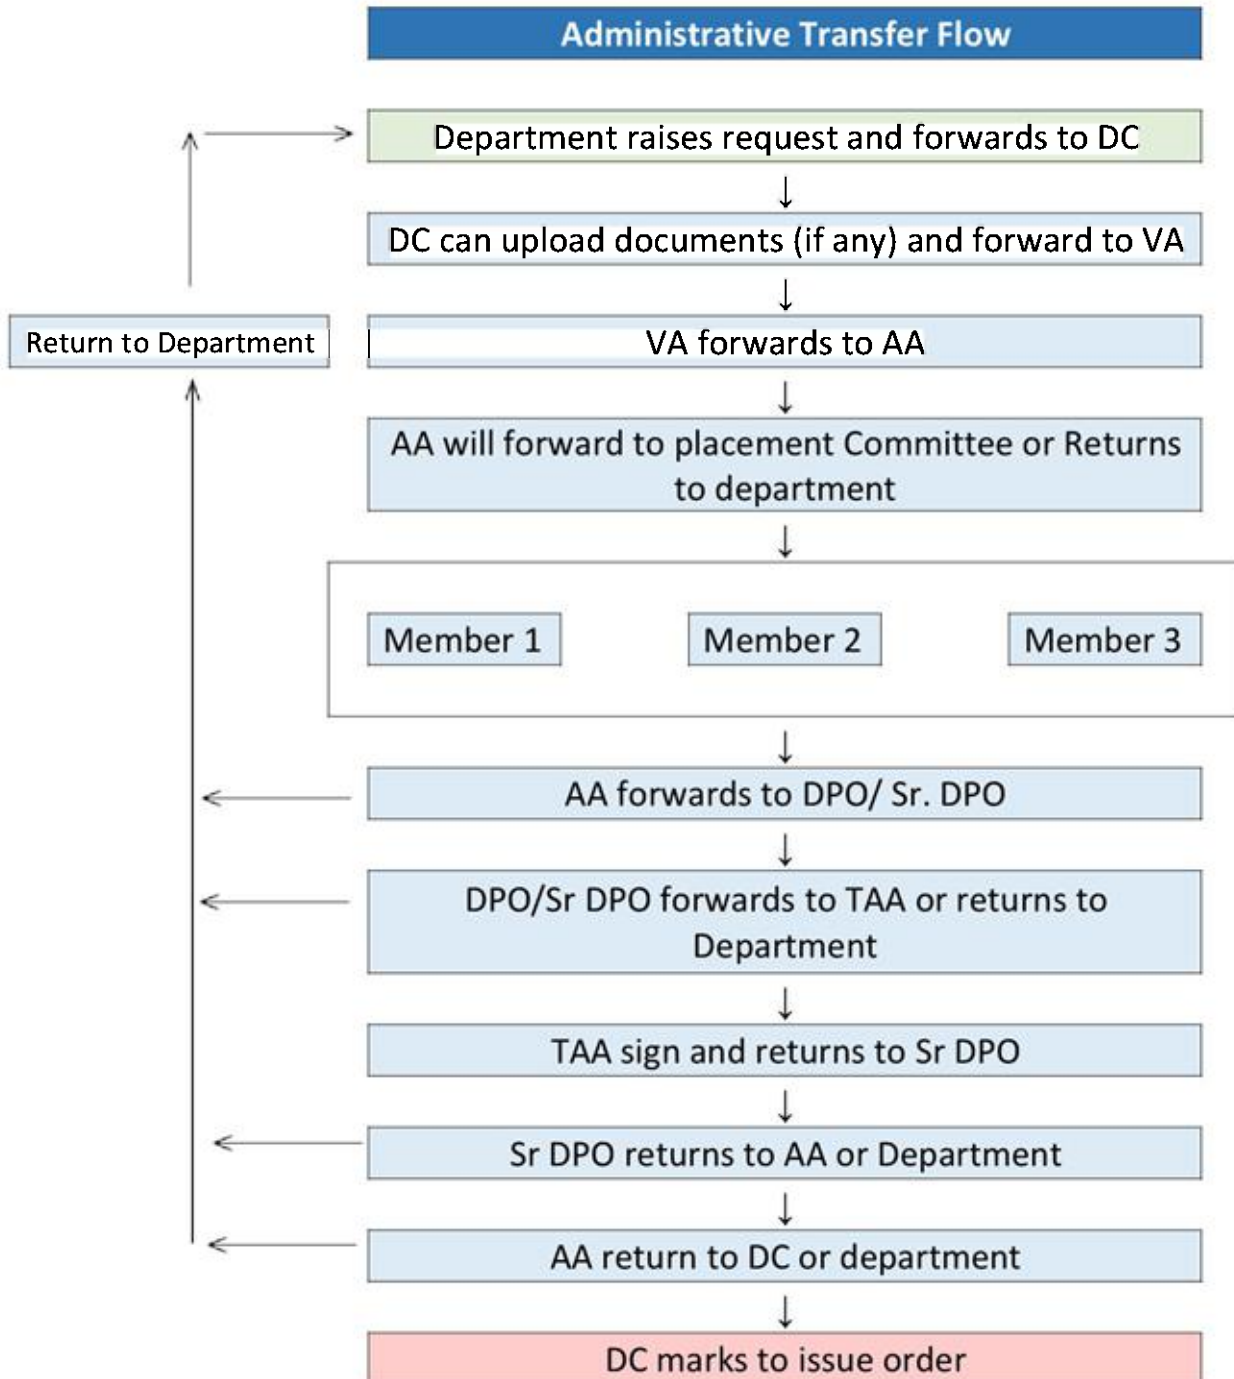 Administrative Transfer Flow
Department raises request and forwards to DC
DC can upload documents (if any) and forward to VA
Return to Department
VA forwards to AA
AA will forward to placement Committee or Returns
to department
Member 1
Member 2
Member 3
AA forwards to DPO/ Sr. DPO
DPO/Sr DPO forwards to TAA or returns to
Department
TAA sign and returns to Sr DPO
Sr DPO returns to AA or Department
AA return to DC or department
DC marks to issue order